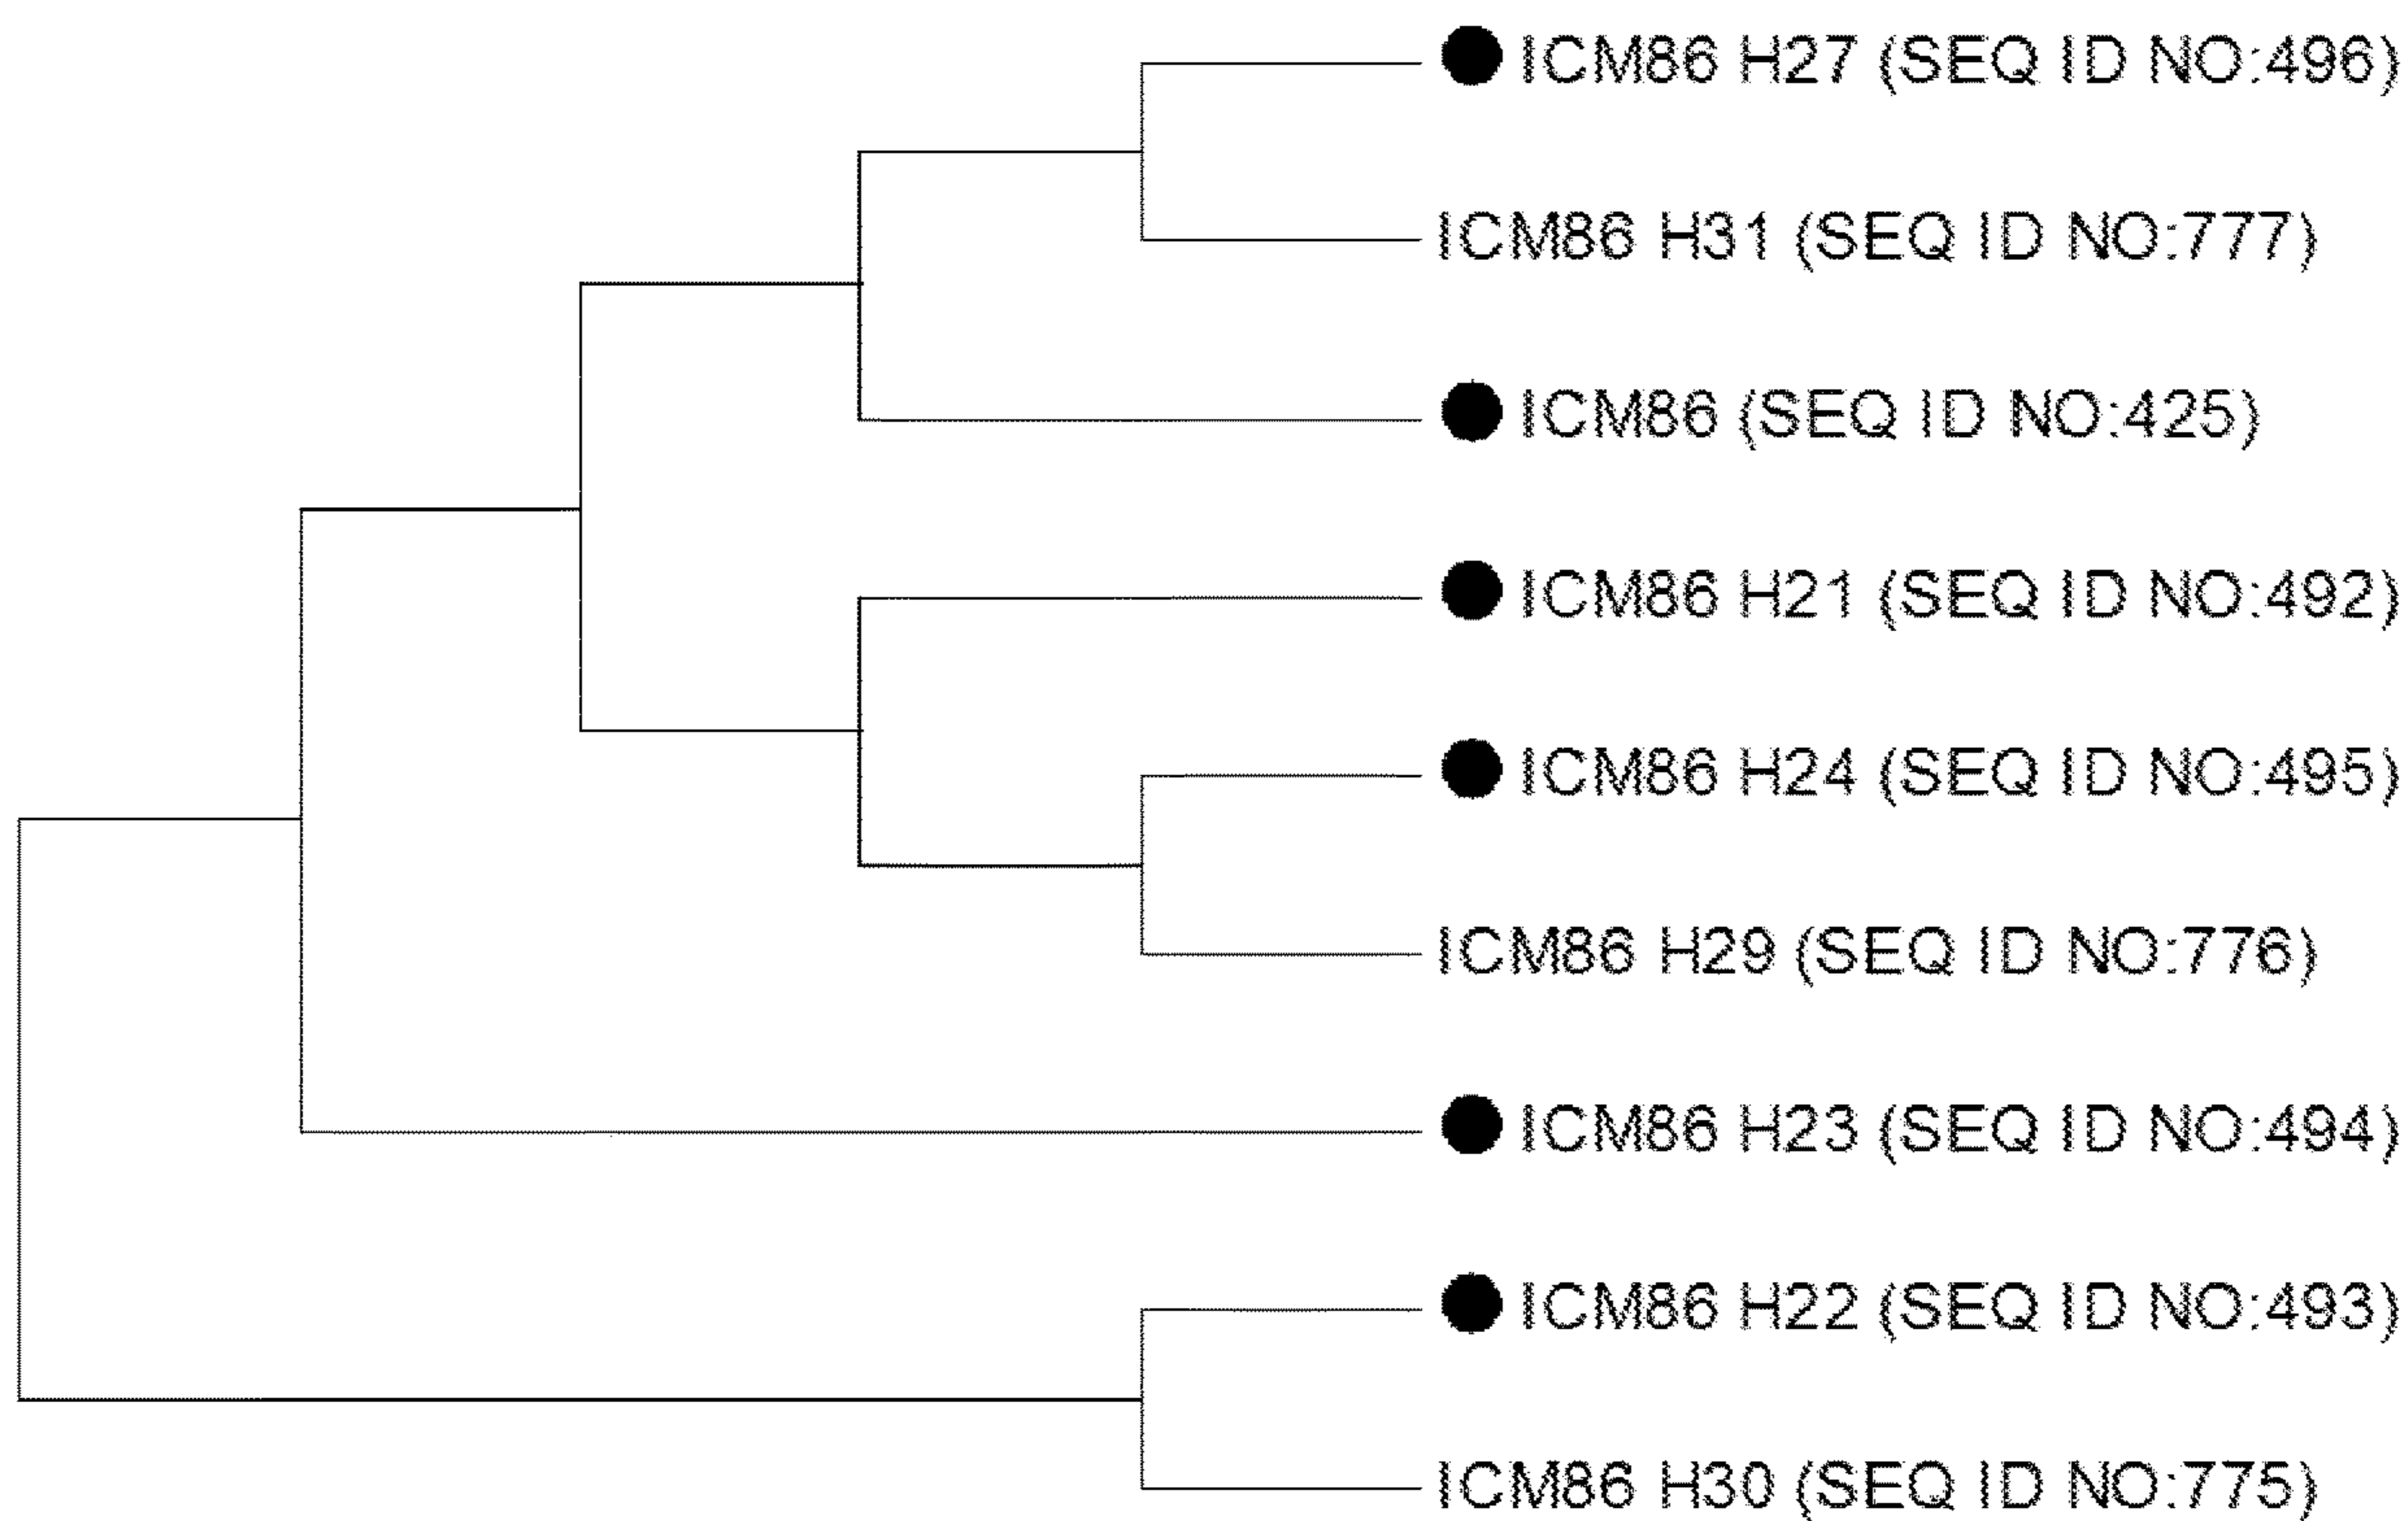 ICM86 H27 (SEQ ID NO:496)
ICM86 H31 (SEQ ID NO:777)
ICM86 (SEQ ID NO:425)
ICM86 H21 (SEQ ID NO:492)
ICM86 H24 (SEQ ID NO:495)
ICM86 H29 (SEQ ID NO:776)
ICM86 H23 (SEQ ID NO:494)
ICM86 H22 (SEQ ID NO:493)
ICM86 H30 (SEQ ID NO:775)